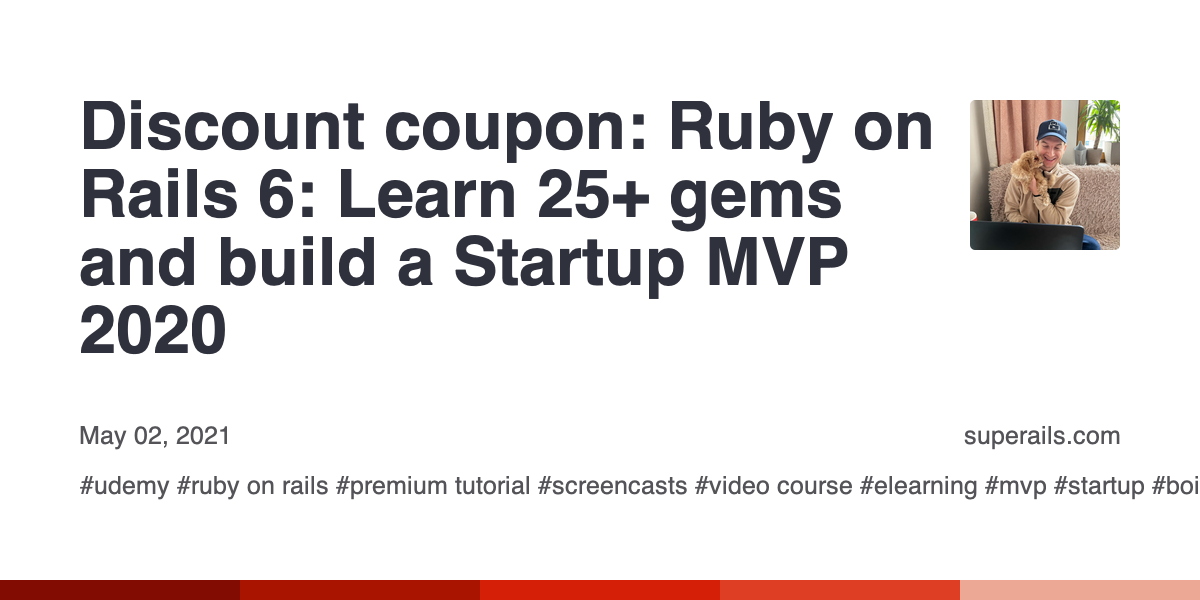 Discount coupon: Ruby on
Rails 6: Learn 25+ gems
and build a Startup MVP
2020
May 02, 2021
superails.com
#udemy #ruby on rails #premium tutorial #screencasts #video course #elearning #mvp #startup #boi